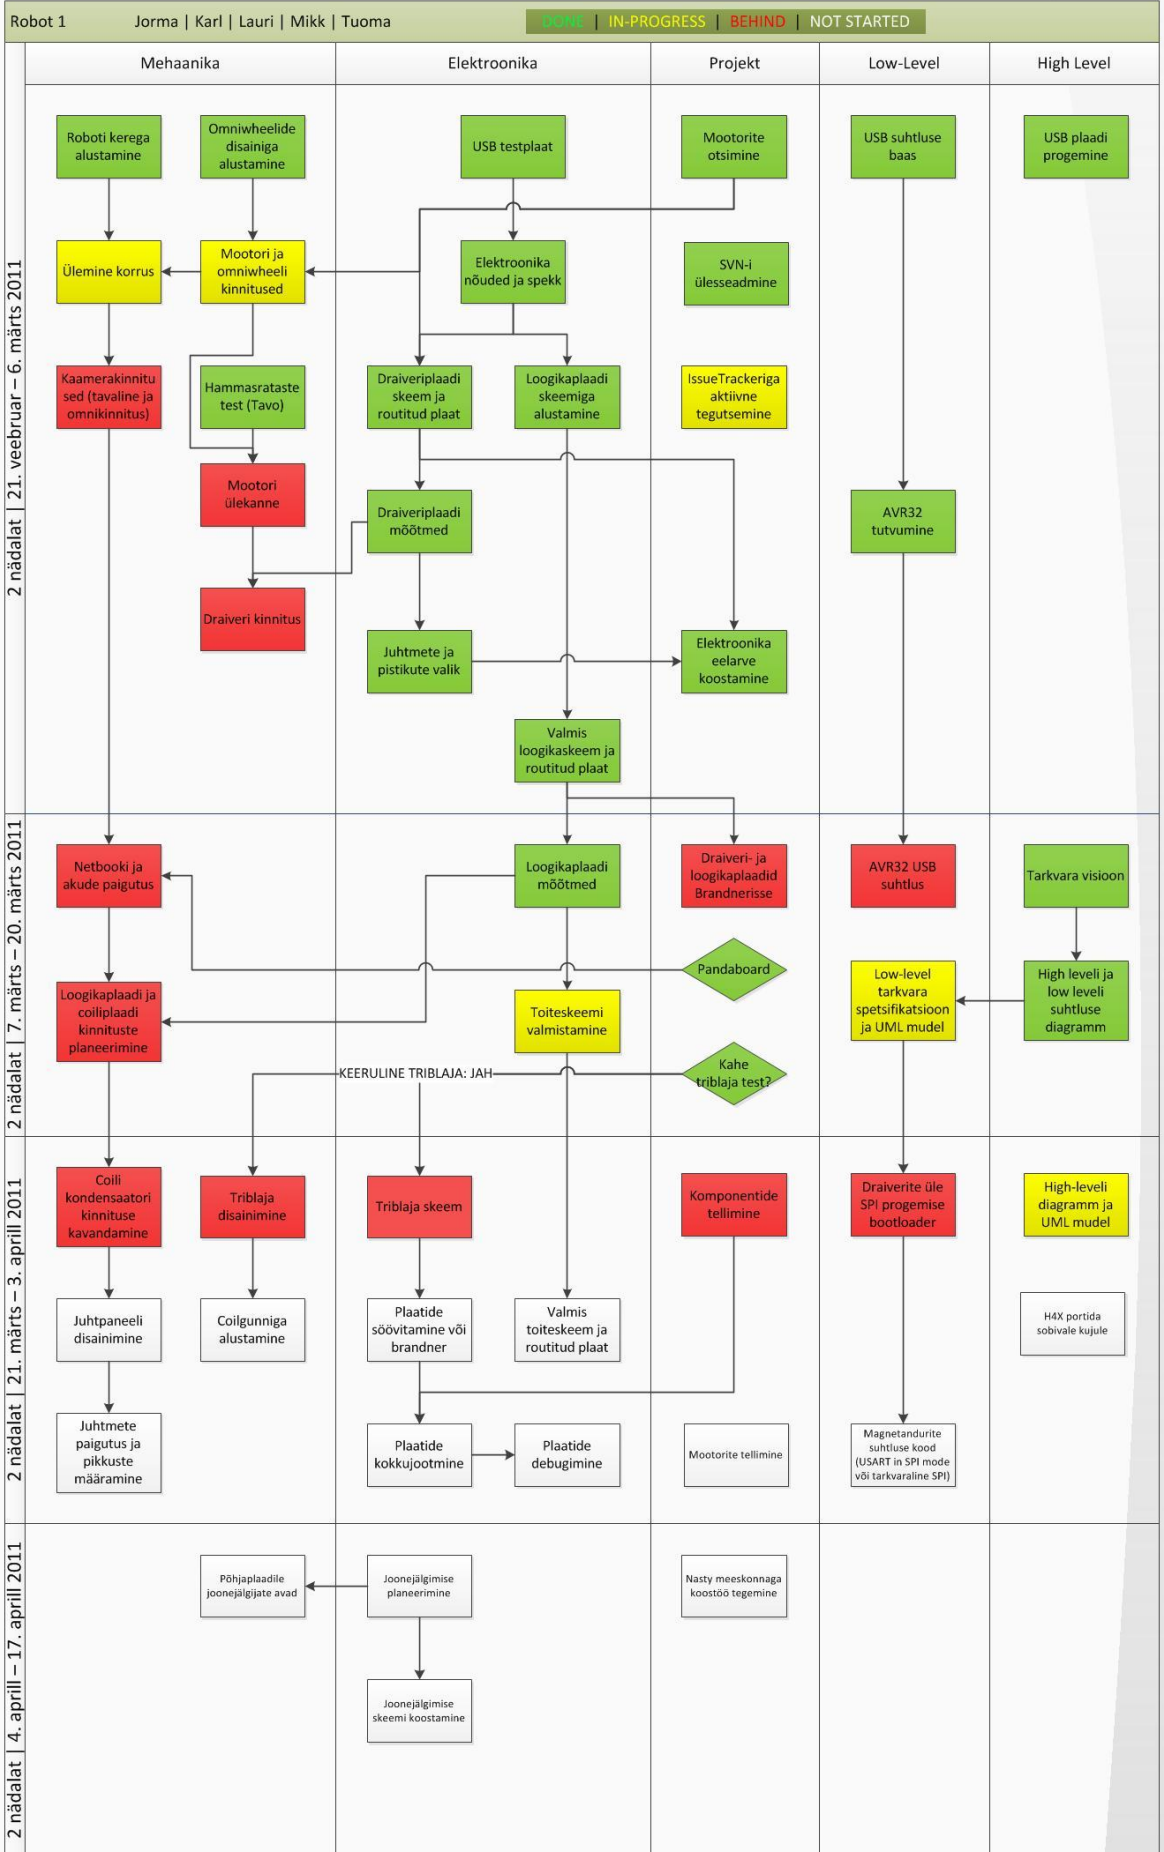 Robot 1
Jorma | Karl | Lauri | Mikk | Tuoma
DONE | IN-PROGRESS | BEHIND | NOT STARTED
Mehaanika
Elektroonika
Projekt
Low-Level
High Level
2 nädalat | 21. veebruar – 6. märts 2011
Roboti kerega
alustamine
Omniwheelide
disainiga
alustamine
USB testplaat
Mootorite
otsimine
USB suhtluse
baas
USB plaadi
progemine
Ülemine korrus
Mootori ja
omniwheeli
kinnitused
Elektroonika
nõuded ja spekk
SVN-i
ülesseadmine
Kaamerakinnitu
sed (tavaline ja
omnikinnitus)
Hammasrataste
test (Tavo)
Draiveriplaadi
skeem ja
routitud plaat
Loogikaplaadi
skeemiga
alustamine
IssueTrackeriga
aktiivne
tegutsemine
Mootori
ülekanne
Draiveriplaadi
mõõtmed
AVR32
tutvumine
Draiveri kinnitus
Juhtmete ja
pistikute valik
Elektroonika
eelarve
koostamine
Valmis
loogikaskeem ja
routitud plaat
2 nädalat | 7. märts – 20. märts 2011
Netbooki ja
akude paigutus
Loogikaplaadi
mõõtmed
Draiveri- ja
loogikaplaadid
Brandnerisse
AVR32 USB
suhtlus
Tarkvara visioon
Loogikaplaadi ja
coiliplaadi
kinnituste
planeerimine
Toiteskeemi
valmistamine
Pandaboard
Low-level
tarkvara
spetsifikatsioon
ja UML mudel
High leveli ja
low leveli
suhtluse
diagramm
KEERULINE TRIBLAJA: JAH
Kahe
triblaja test?
2 nädalat | 21. märts – 3. aprill 2011
Coili
kondensaatori
kinnituse
kavandamine
Triblaja
disainimine
Triblaja skeem
Komponentide
tellimine
Draiverite üle
SPI progemise
bootloader
High-leveli
diagramm ja
UML mudel
Juhtpaneeli
disainimine
Coilgunniga
alustamine
Plaatide
söövitamine või
brandner
Valmis
toiteskeem ja
routitud plaat
H4X portida
sobivale kujule
Juhtmete
paigutus ja
pikkuste
määramine
Plaatide
kokkujootmine
Plaatide
debugimine
Mootorite tellimine
Magnetandurite
suhtluse kood
(USART in SPI mode
või tarkvaraline SPI)
2 nädalat | 4. aprill – 17. aprill 2011
Põhjaplaadile
joonejälgijate avad
Joonejälgimise
planeerimine
Nasty meeskonnaga
koostöö tegemine
Joonejälgimise
skeemi koostamine